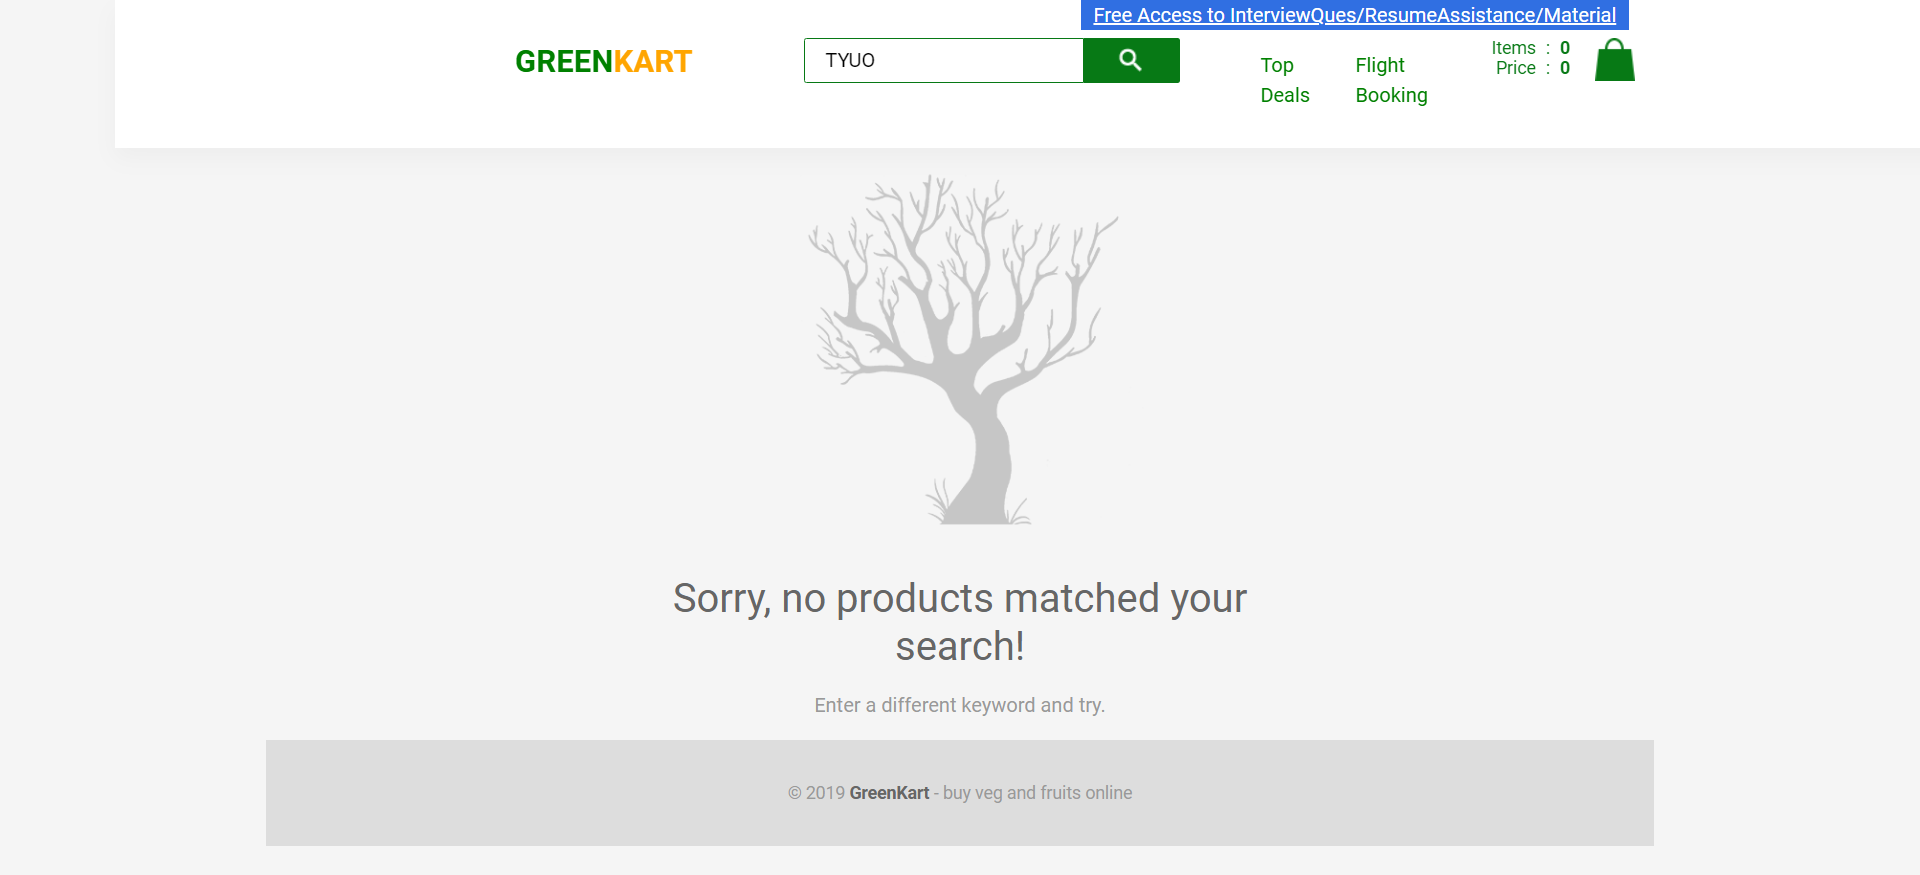 Free Access to InterviewQues/ResumeAssistance/Material
GREENKART
TYUO
Top
Deals
Flight
Booking
Items : 0
Price : 0
Sorry, no products matched your
search!
Enter a different keyword and try.
© 2019 GreenKart - buy veg and fruits online